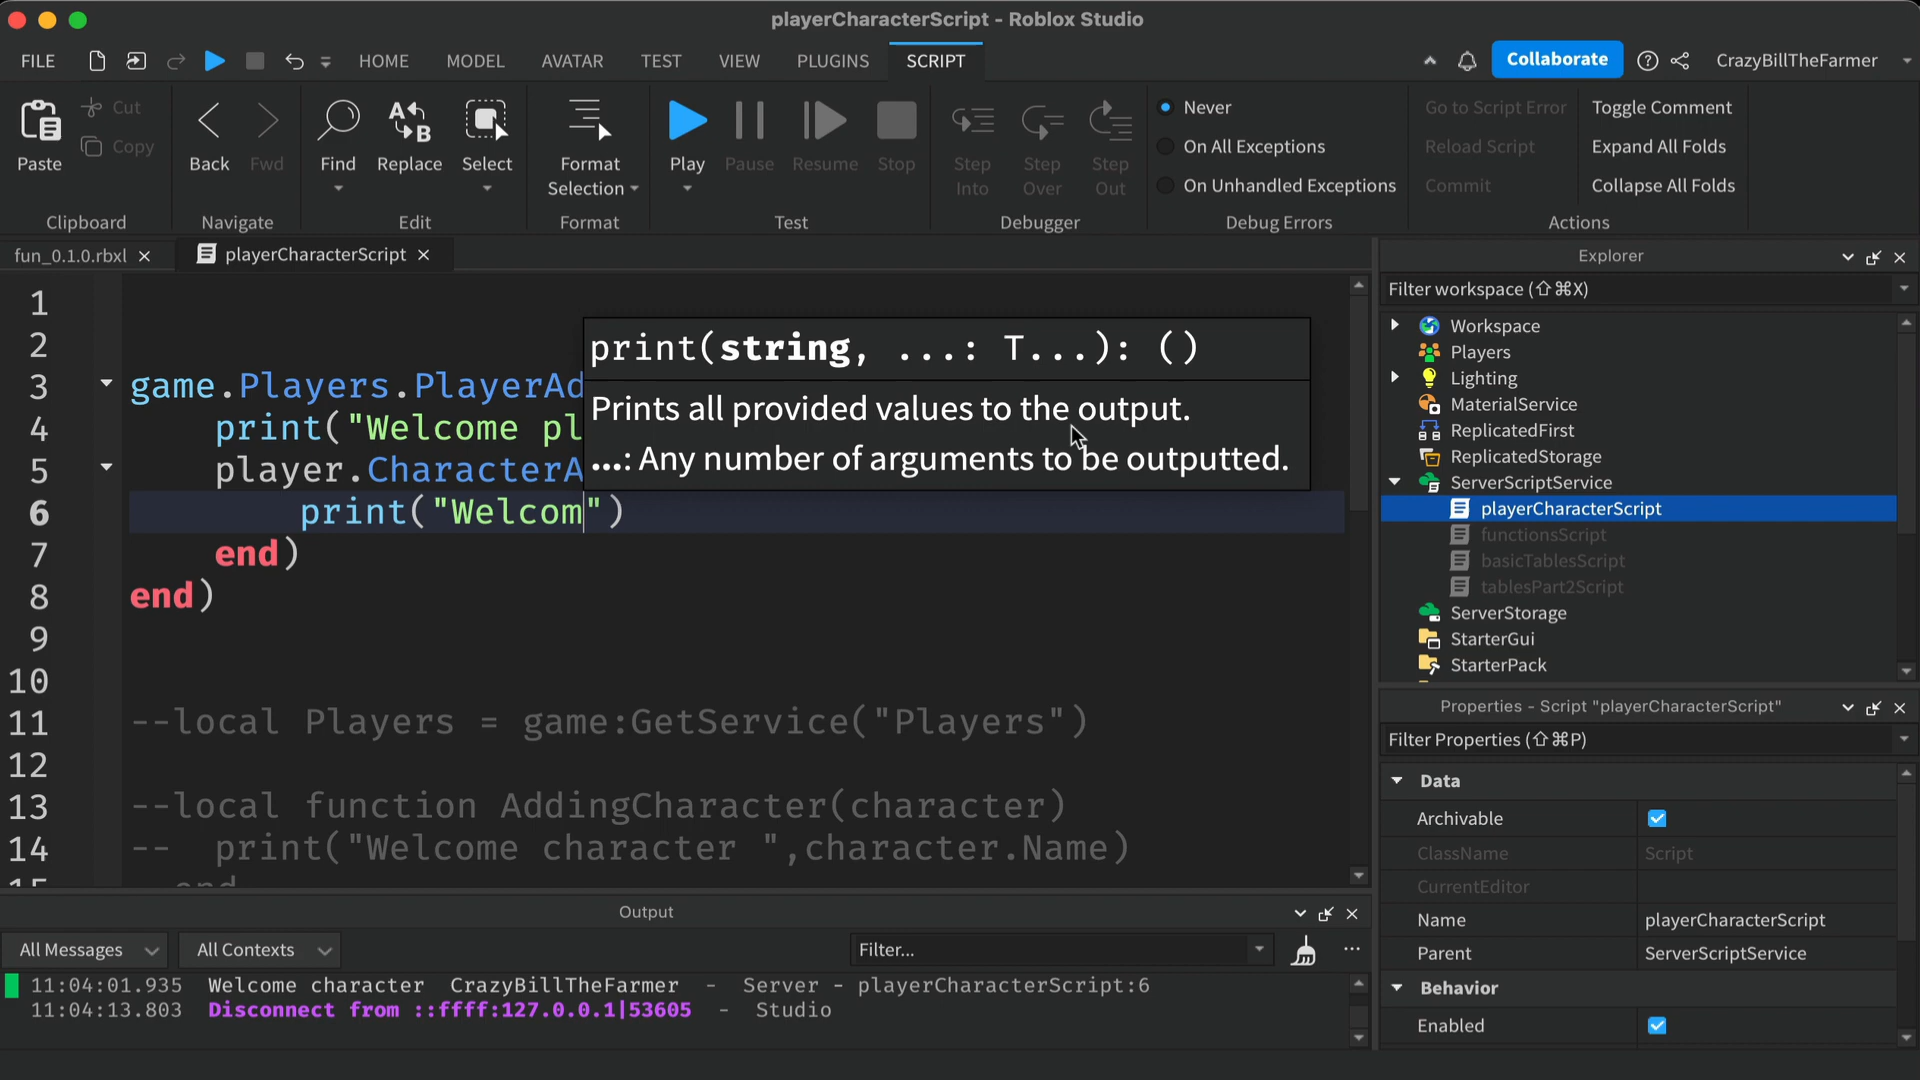 playerCharacterScript - Roblox Studio
FILE HOME MODEL AVATAR TEST VIEW PLUGINS SCRIPT Collaborate CrazyBillTheFarmer
Paste Cut Copy
Clipboard
Back Fwd
Navigate
Find Replace Select
Edit
Format Selection
Format
Play Pause Resume Stop
Test
Step Into Step Over Step Out
Debugger
Never
On All Exceptions
On Unhandled Exceptions
Debug Errors
Go to Script Error Toggle Comment
Reload Script Expand All Folds
Commit Collapse All Folds
Actions
fun_0.1.0.rbxl playerCharacterScript
1
2
3 game.Players.PlayerAd
4 print("Welcome pl
5 player.CharacterA
6 print("Welcom")
7 end)
8 end)
9
10
11 --local Players = game:GetService("Players")
12
13 --local function AddingCharacter(character)
14 -- print("Welcome character ",character.Name)
print(string, ...: T...): ()
Prints all provided values to the output.
...: Any number of arguments to be outputted.
Explorer
Filter workspace (⇧⌘X)
Workspace
Players
Lighting
MaterialService
ReplicatedFirst
ReplicatedStorage
ServerScriptService
playerCharacterScript
functionsScript
basicTablesScript
tablesPart2Script
ServerStorage
StarterGui
StarterPack
Properties - Script "playerCharacterScript"
Filter Properties (⇧⌘P)
Data
Archivable
ClassName Script
CurrentEditor
Name playerCharacterScript
Parent ServerScriptService
Behavior
Enabled
Output
All Messages All Contexts Filter...
11:04:01.935 Welcome character CrazyBillTheFarmer - Server - playerCharacterScript:6
11:04:13.803 Disconnect from ::ffff:127.0.0.1|53605 - Studio